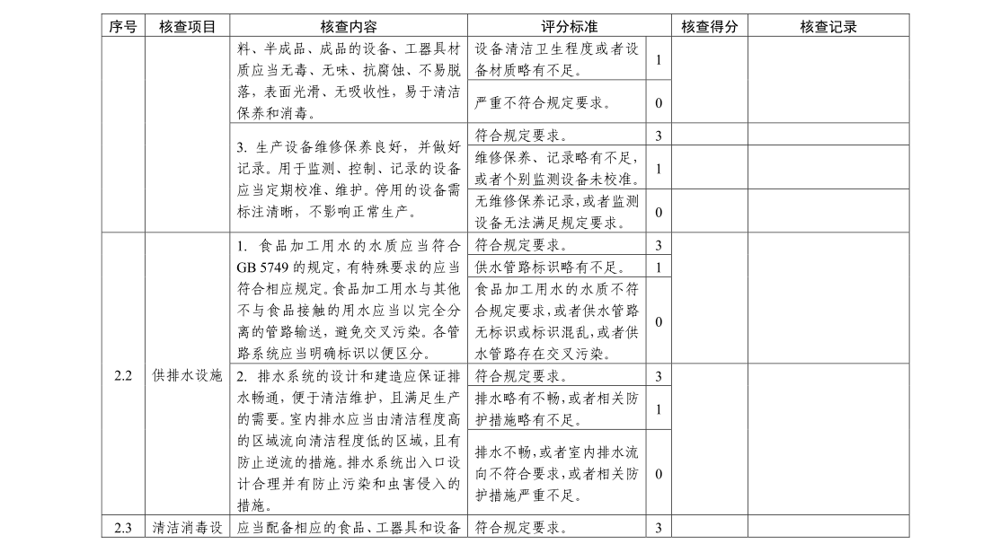 序号 核查项目 核查内容 评分标准 核查得分 核查记录
料、半成品、成品的设备、工器具材
质应当无毒、无味、抗腐蚀、不易脱
落，表面光滑、无吸收性，易于清洁
保养和消毒。
设备清洁卫生程度或者设
备材质略有不足。
1
严重不符合规定要求。 0
3. 生产设备维修保养良好，并做好
记录。用于监测、控制、记录的设备
应当定期校准、维护。停用的设备需
标注清晰，不影响正常生产。
符合规定要求。 3
维修保养、记录略有不足，
或者个别监测设备未校准。
1
无维修保养记录，或者监测
设备无法满足规定要求。
0
2.2 供排水设施
1. 食品加工用水的水质应当符合
GB 5749 的规定，有特殊要求的应当
符合相应规定。食品加工用水与其他
不与食品接触的用水应当以完全分
离的管路输送，避免交叉污染。各管
路系统应当明确标识以便区分。
符合规定要求。 3
供水管路标识略有不足。 1
食品加工用水的水质不符
合规定要求，或者供水管路
无标识或标识混乱，或者供
水管路存在交叉污染。
0
2. 排水系统的设计和建造应保证排
水畅通，便于清洁维护，且满足生产
的需要。室内排水应当由清洁程度高
的区域流向清洁程度低的区域，且有
防止逆流的措施。排水系统出入口设
计合理并有防止污染和虫害侵入的
措施。
符合规定要求。 3
排水略有不畅，或者相关防
护措施略有不足。
1
排水不畅，或者室内排水流
向不符合要求，或者相关防
护措施严重不足。
0
2.3 清洁消毒设 应当配备相应的食品、工器具和设备 符合规定要求。 3